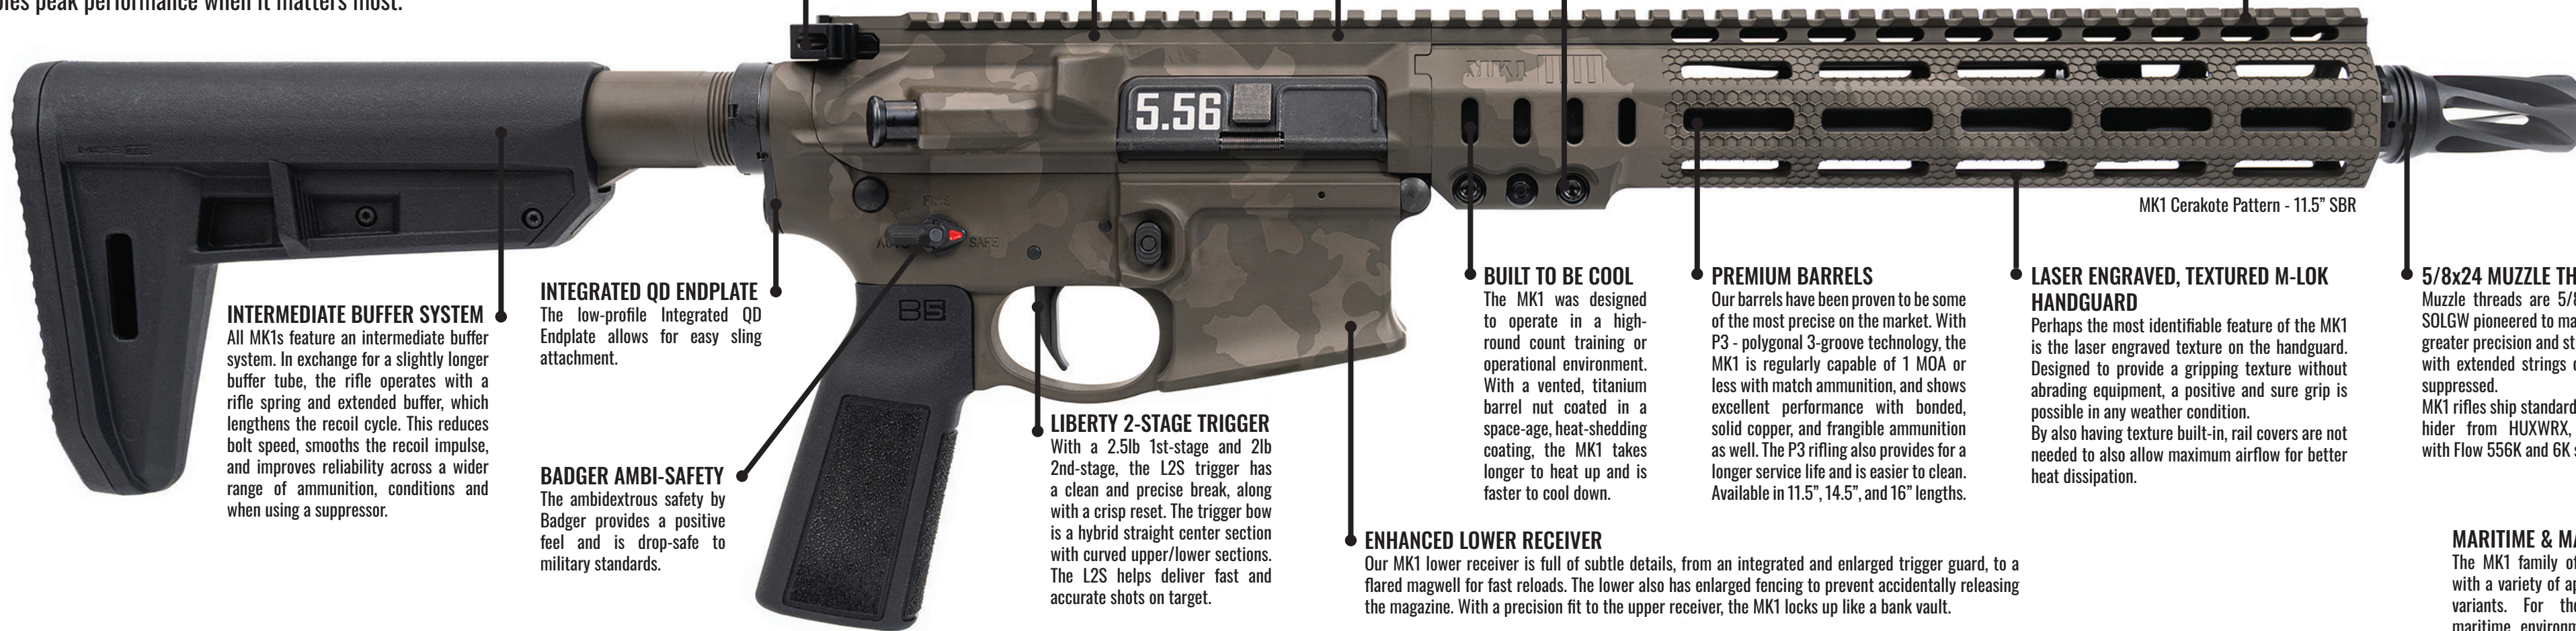 ples peak performance when it matters most.
MK1
5.56
FIRE
AUTO
SAFE
B5
MK1 Cerakote Pattern - 11.5” SBR
INTERMEDIATE BUFFER SYSTEM
All MK1s feature an intermediate buffer
system. In exchange for a slightly longer
buffer tube, the rifle operates with a
rifle spring and extended buffer, which
lengthens the recoil cycle. This reduces
bolt speed, smooths the recoil impulse,
and improves reliability across a wider
range of ammunition, conditions and
when using a suppressor.
INTEGRATED QD ENDPLATE
The low-profile Integrated QD
Endplate allows for easy sling
attachment.
BADGER AMBI-SAFETY
The ambidextrous safety by
Badger provides a positive
feel and is drop-safe to
military standards.
LIBERTY 2-STAGE TRIGGER
With a 2.5lb 1st-stage and 2lb
2nd-stage, the L2S trigger has
a clean and precise break, along
with a crisp reset. The trigger bow
is a hybrid straight center section
with curved upper/lower sections.
The L2S helps deliver fast and
accurate shots on target.
BUILT TO BE COOL
The MK1 was designed
to operate in a high-
round count training or
operational environment.
With a vented, titanium
barrel nut coated in a
space-age, heat-shedding
coating, the MK1 takes
longer to heat up and is
faster to cool down.
PREMIUM BARRELS
Our barrels have been proven to be some
of the most precise on the market. With
P3 - polygonal 3-groove technology, the
MK1 is regularly capable of 1 MOA or
less with match ammunition, and shows
excellent performance with bonded,
solid copper, and frangible ammunition
as well. The P3 rifling also provides for a
longer service life and is easier to clean.
Available in 11.5”, 14.5”, and 16” lengths.
LASER ENGRAVED, TEXTURED M-LOK
HANDGUARD
Perhaps the most identifiable feature of the MK1
is the laser engraved texture on the handguard.
Designed to provide a gripping texture without
abrading equipment, a positive and sure grip is
possible in any weather condition.
By also having texture built-in, rail covers are not
needed to also allow maximum airflow for better
heat dissipation.
ENHANCED LOWER RECEIVER
Our MK1 lower receiver is full of subtle details, from an integrated and enlarged trigger guard, to a
flared magwell for fast reloads. The lower also has enlarged fencing to prevent accidentally releasing
the magazine. With a precision fit to the upper receiver, the MK1 locks up like a bank vault.
5/8x24 MUZZLE TH
Muzzle threads are 5/8
SOLGW pioneered to ma
greater precision and st
with extended strings o
suppressed.
MK1 rifles ship standard
hider from HUXWRX,
with Flow 556K and 6K s
MARITIME & MA
The MK1 family of
with a variety of ap
variants. For the
maritime environm